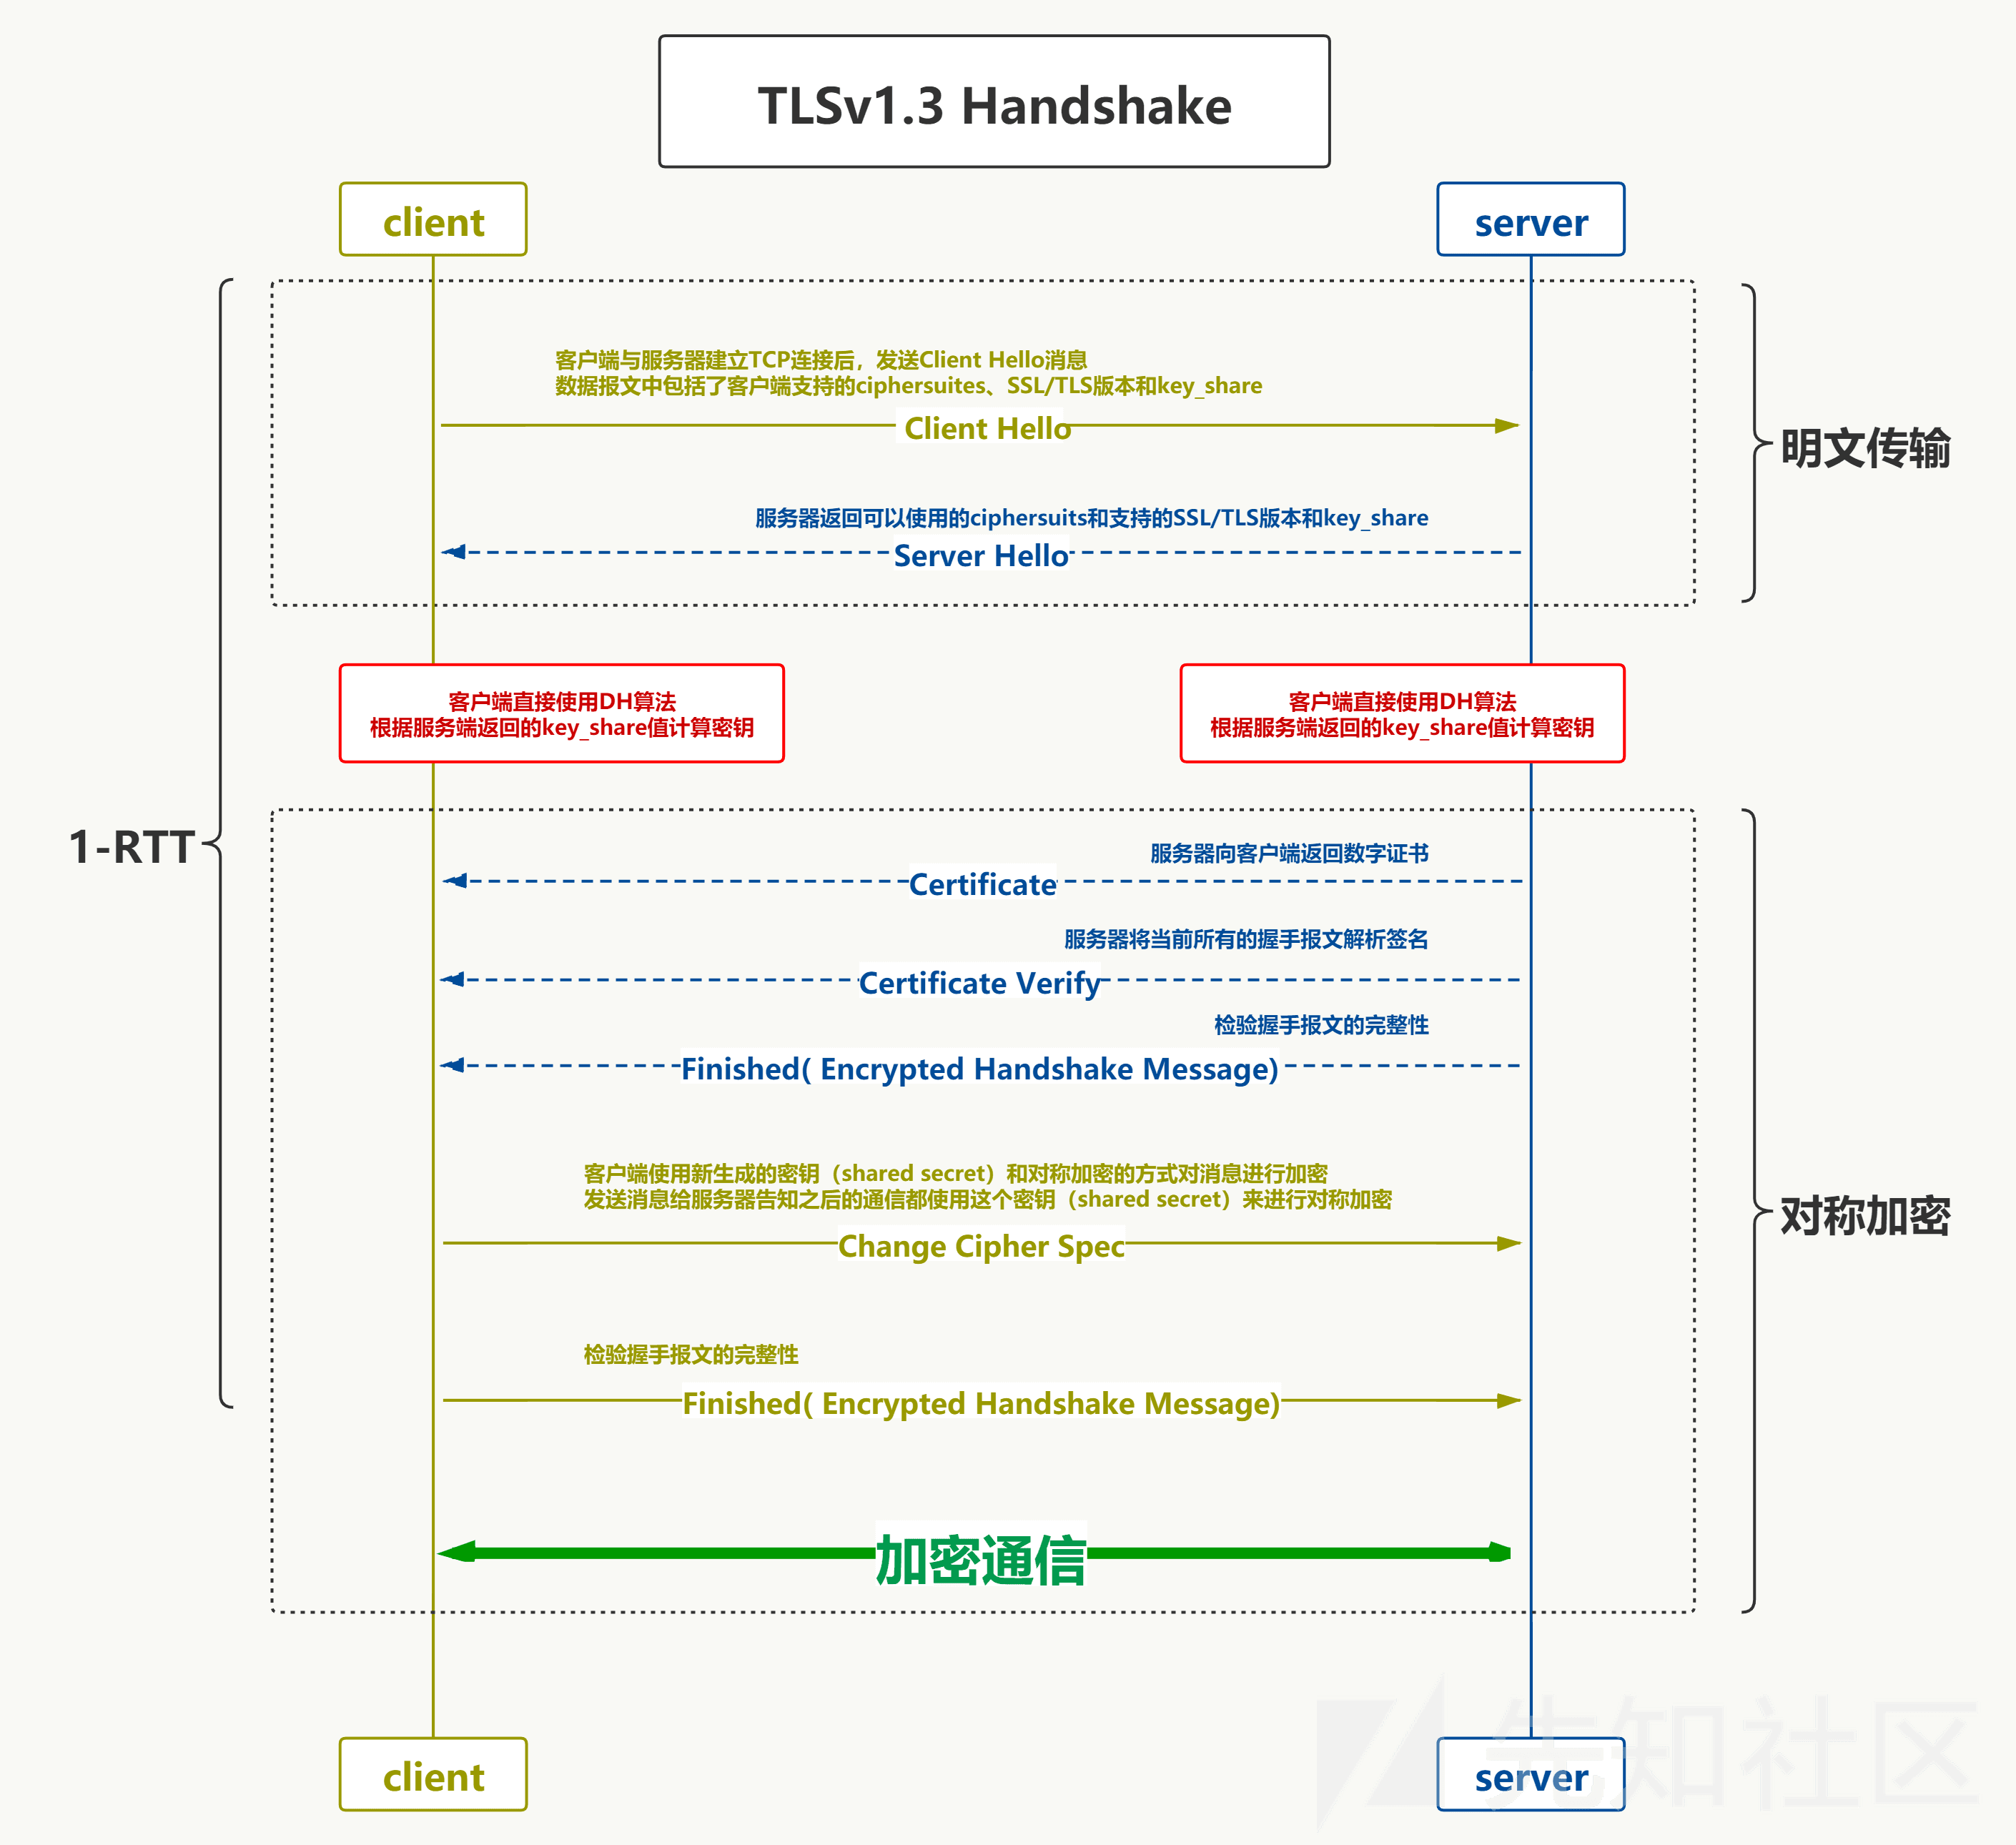 TLSv1.3 Handshake
client
server
客户端与服务器建立TCP连接后，发送Client Hello消息
数据报文中包括了客户端支持的ciphersuites、SSL/TLS版本和key_share
Client Hello
明文传输
服务器返回可以使用的ciphersuits和支持的SSL/TLS版本和key_share
Server Hello
客户端直接使用DH算法
根据服务端返回的key_share值计算密钥
客户端直接使用DH算法
根据服务端返回的key_share值计算密钥
1-RTT
服务器向客户端返回数字证书
Certificate
服务器将当前所有的握手报文解析签名
Certificate Verify
检验握手报文的完整性
Finished( Encrypted Handshake Message)
客户端使用新生成的密钥（shared secret）和对称加密的方式对消息进行加密
发送消息给服务器告知之后的通信都使用这个密钥（shared secret）来进行对称加密
对称加密
Change Cipher Spec
检验握手报文的完整性
Finished( Encrypted Handshake Message)
加密通信
client
server
先知社区